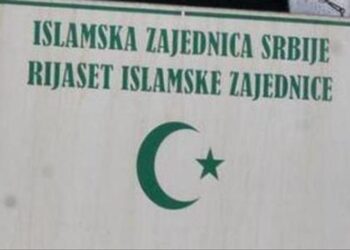 ISLAMSKA ZAJEDNICA SRBIJE
RIJASET ISLAMSKE ZAJEDNICE